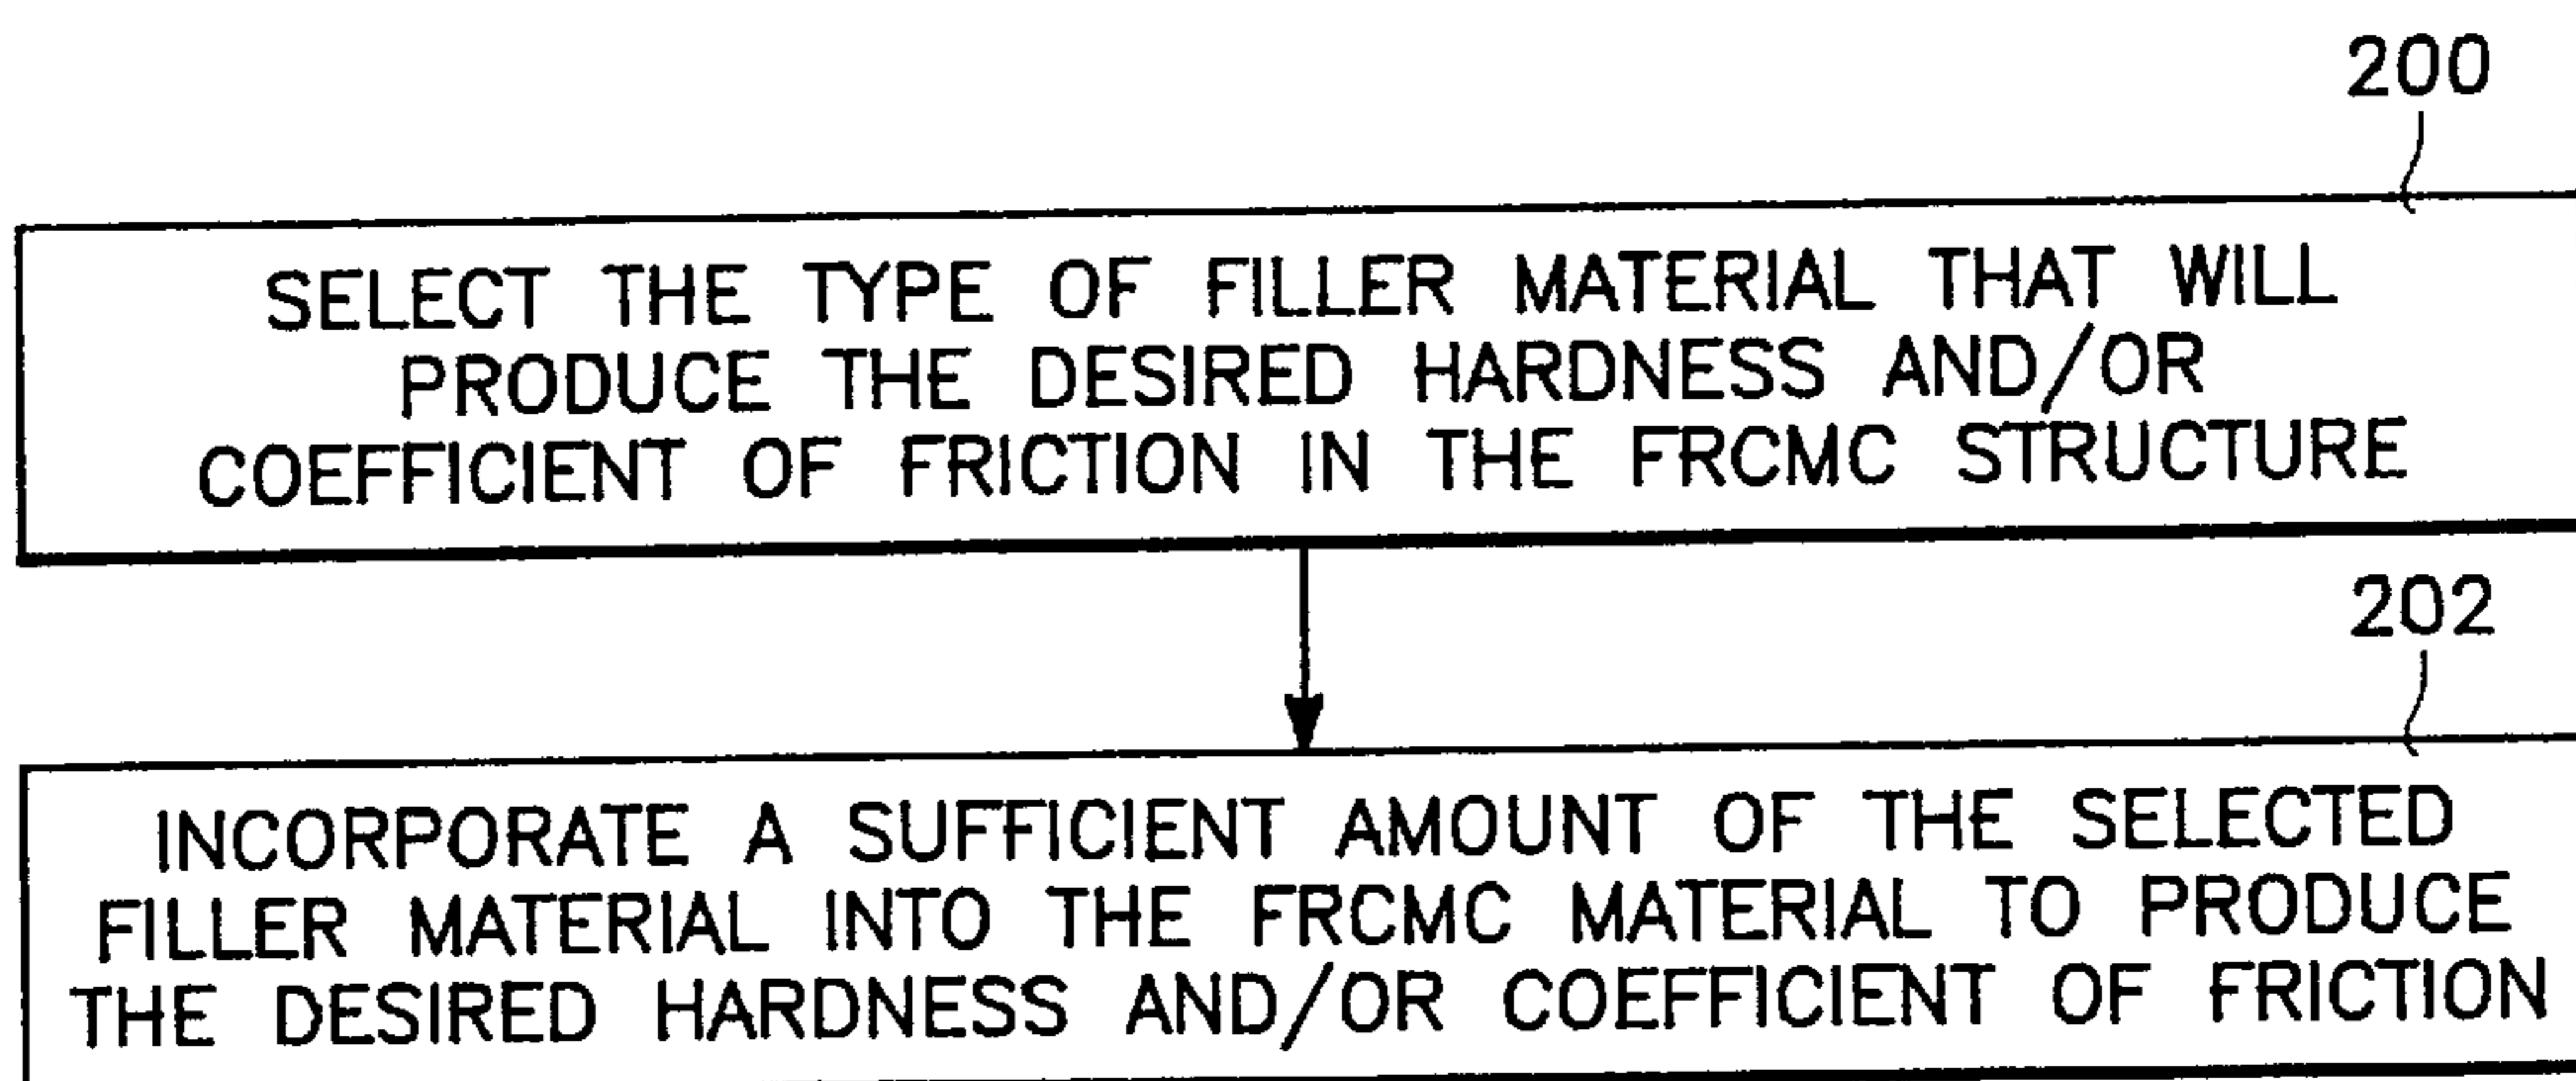 200
SELECT THE TYPE OF FILLER MATERIAL THAT WILL
PRODUCE THE DESIRED HARDNESS AND/OR
COEFFICIENT OF FRICTION IN THE FRCMC STRUCTURE
202
INCORPORATE A SUFFICIENT AMOUNT OF THE SELECTED
FILLER MATERIAL INTO THE FRCMC MATERIAL TO PRODUCE
THE DESIRED HARDNESS AND/OR COEFFICIENT OF FRICTION